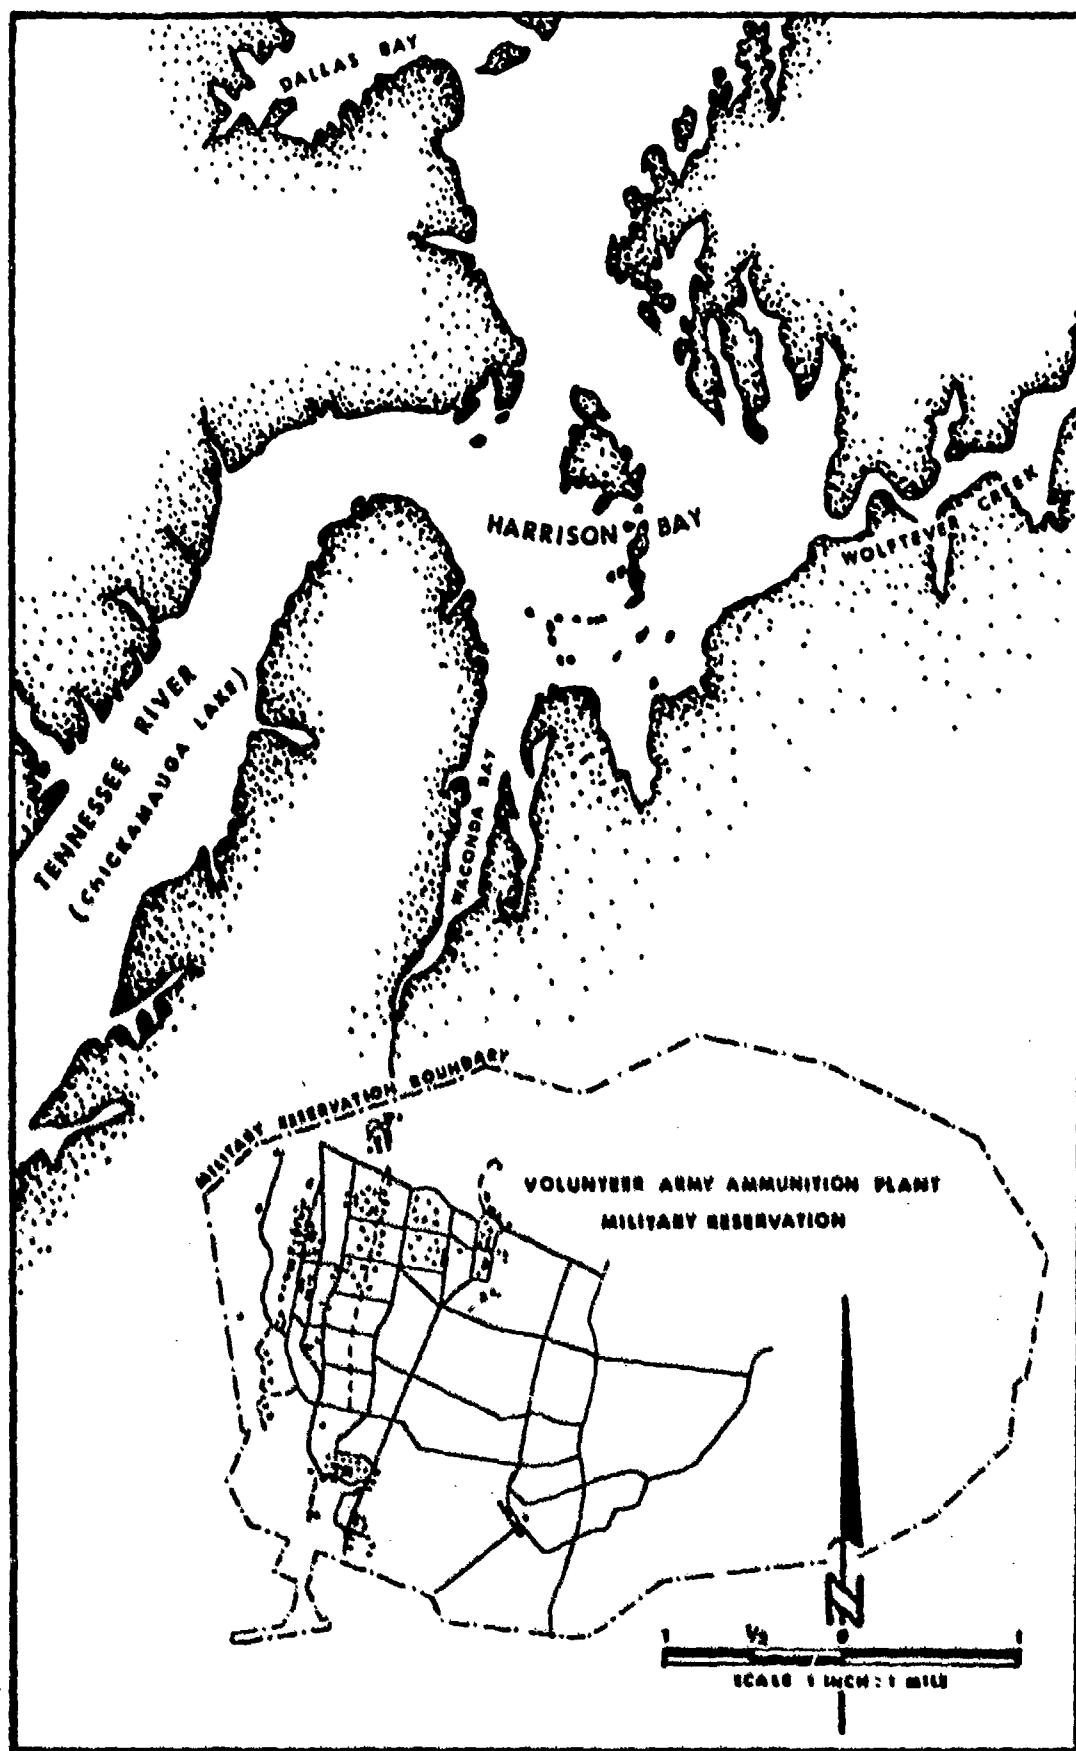 DALLAS BAY
HARRISON BAY
WOLFTEVER CREEK
TENNESSEE RIVER
(CHICKAMAUGA LAKE)
WACONDA BAY
MILITARY RESERVATION BOUNDARY
VOLUNTEER ARMY AMMUNITION PLANT
MILITARY RESERVATION
N
1 1/2 0 1
SCALE 1 INCH : 1 MILE